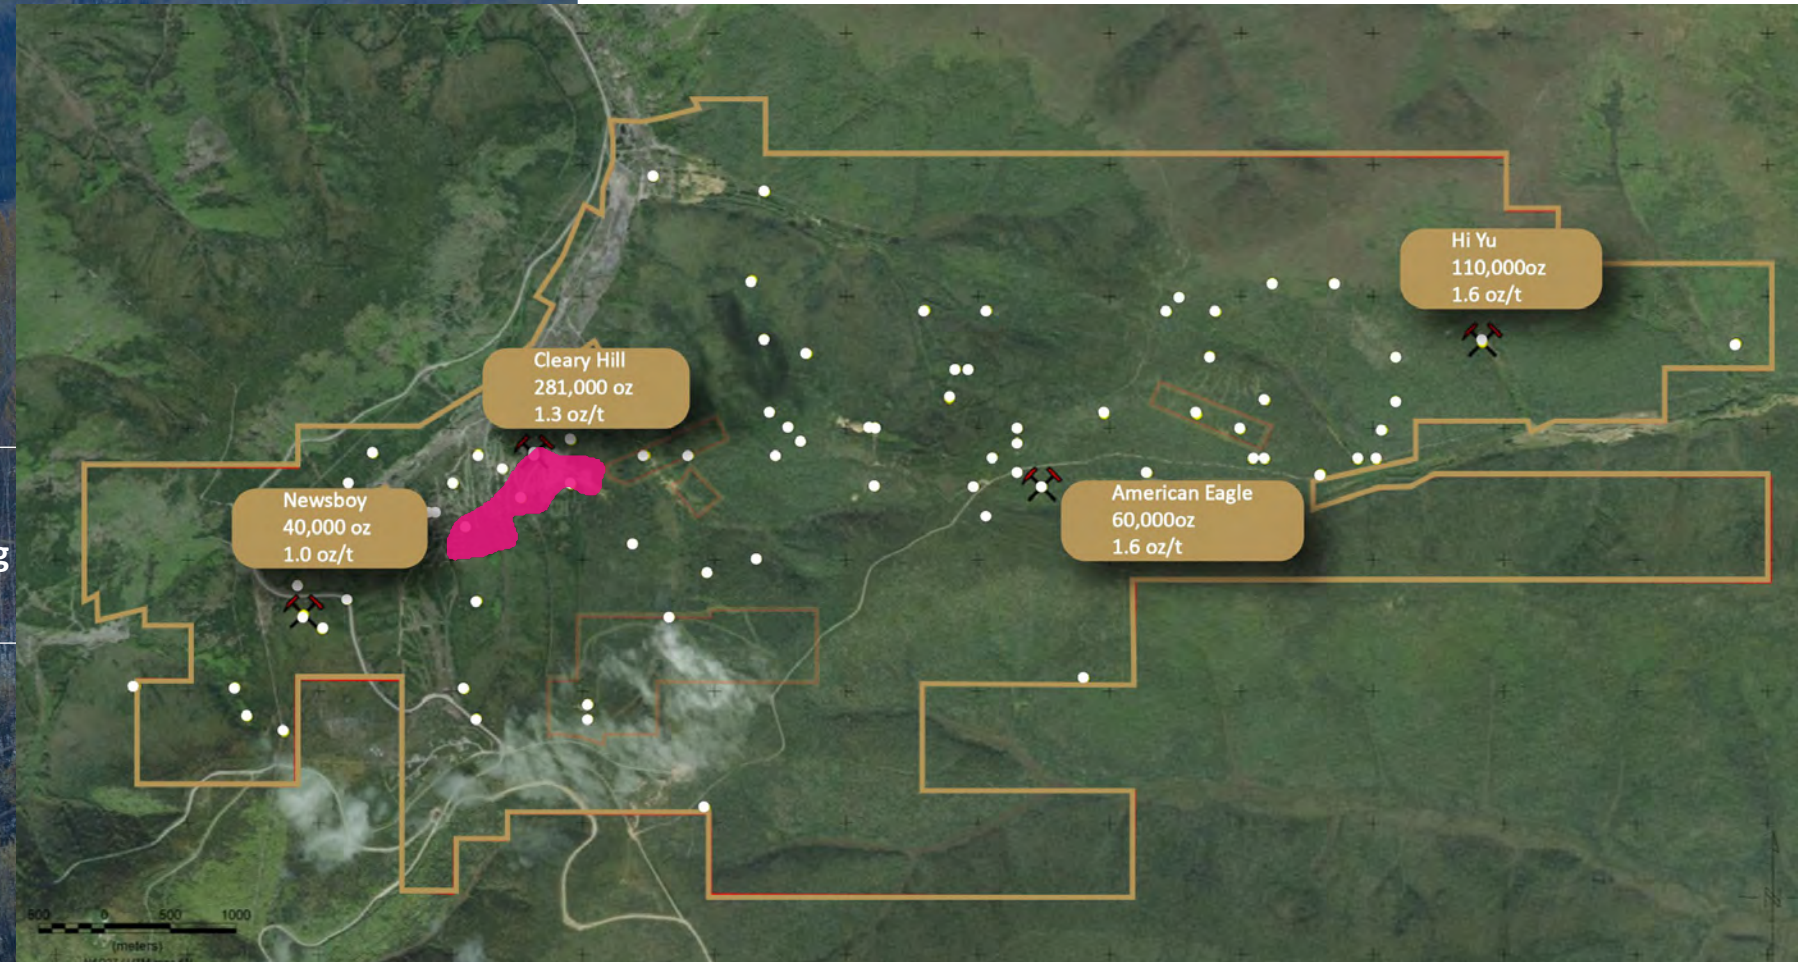 Hi Yu
110,000oz
1.6 oz/t
Cleary Hill
281,000 oz
1.3 oz/t
Newsboy
40,000 oz
1.0 oz/t
American Eagle
60,000oz
1.6 oz/t
g
500 0 500 1000
(meters)